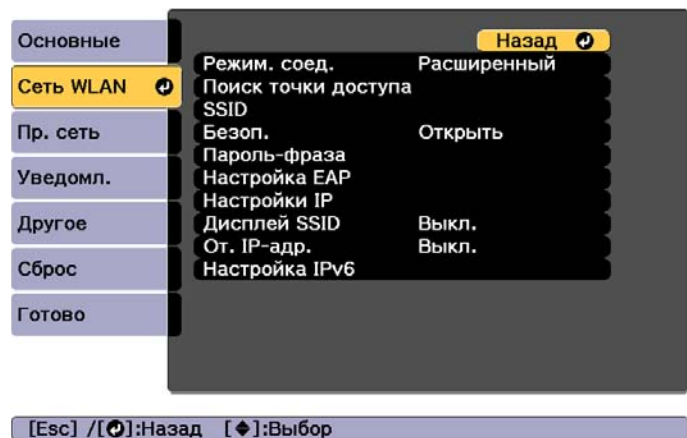 Основные
Сеть WLAN
Пр. сеть
Уведомл.
Другое
Сброс
Готово
Назад
Режим. соед. Расширенный
Поиск точки доступа
SSID
Безоп. Открыть
Пароль-фраза
Настройка EAP
Настройки IP
Дисплей SSID Выкл.
От. IP-адр. Выкл.
Настройка IPv6
[Esc] /[]:Назад [◆]:Выбор